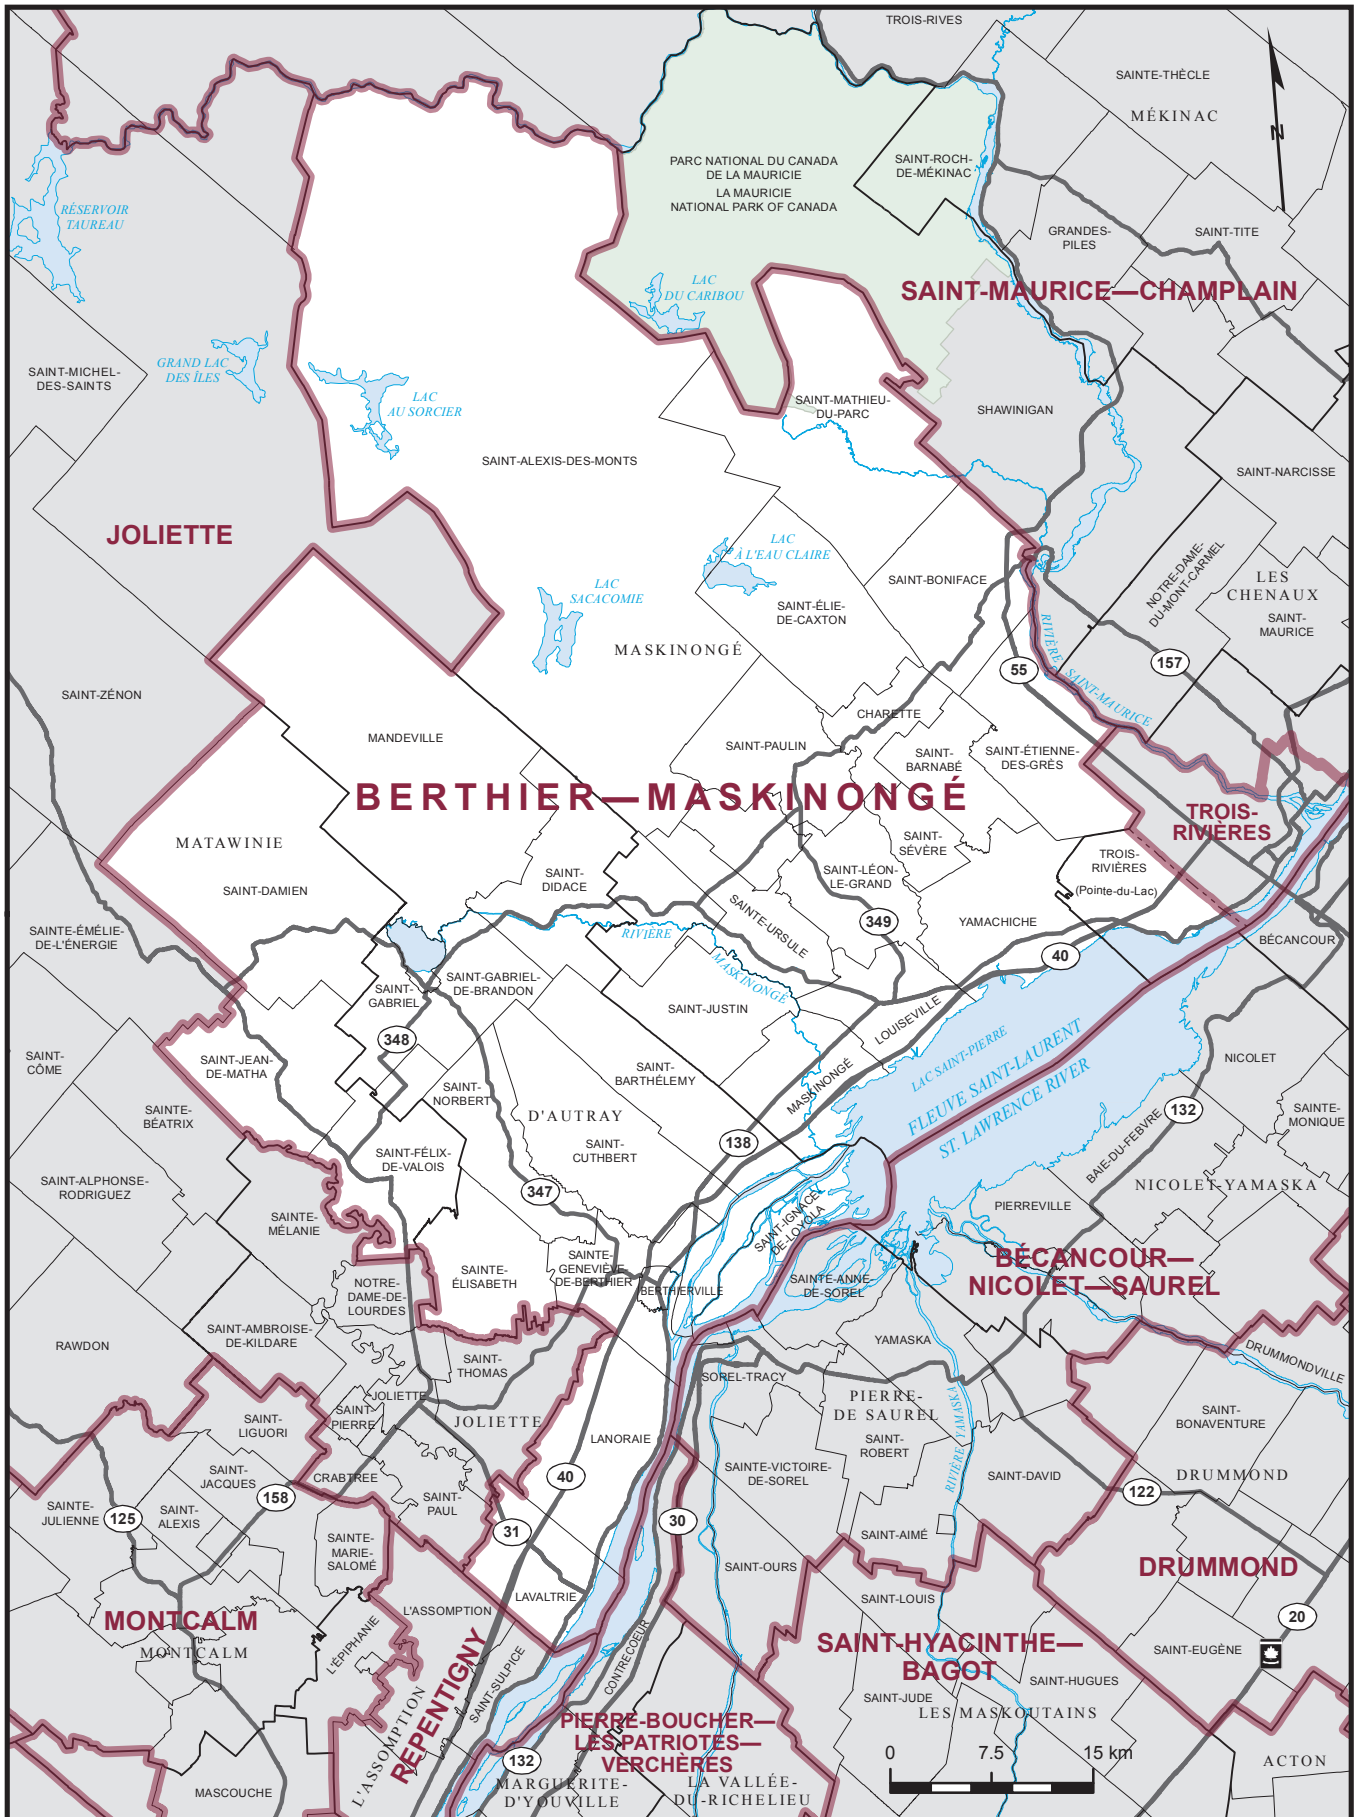 TROIS-RIVES
SAINTE-THÈCLE
MÉKINAC
N
PARC NATIONAL DU CANADA
DE LA MAURICIE
LA MAURICIE
NATIONAL PARK OF CANADA
SAINT-ROCH-
DE-MÉKINAC
RÉSERVOIR
TAUREAU
GRANDES-
PILES
SAINT-TITE
LAC
DU CARIBOU
SAINT-MAURICE—CHAMPLAIN
GRAND LAC
DES ÎLES
SAINT-MICHEL-
DES-SAINTS
LAC
AU SORCIER
SAINT-MATHIEU-
DU-PARC
SHAWINIGAN
SAINT-ALEXIS-DES-MONTS
SAINT-NARCISSE
JOLIETTE
LAC
À L'EAU CLAIRE
NOTRE-DAME-
DU-MONT-CARMEL
LES
CHENAUX
SAINT-BONIFACE
LAC
SACACOMIE
SAINT-ÉLIE-
DE-CAXTON
SAINT-
MAURICE
MASKINONGÉ
RIVIÈRE SAINT-MAURICE
55
157
SAINT-ZÉNON
CHARETTE
MANDEVILLE
SAINT-PAULIN
SAINT-
BARNABÉ
SAINT-ÉTIENNE-
DES-GRÈS
BERTHIER—MASKINONGÉ
TROIS-
RIVIÈRES
MATAWINIE
SAINT-
SÉVÈRE
TROIS-
RIVIÈRES
(Pointe-du-Lac)
SAINT-DAMIEN
SAINT-
DIDACE
SAINT-LÉON-
LE-GRAND
SAINTE-URSULE
349
YAMACHICHE
SAINTE-ÉMÉLIE-
DE-L'ÉNERGIE
RIVIÈRE
MASKINONGÉ
40
BÉCANCOUR
SAINT-
GABRIEL
SAINT-GABRIEL-
DE-BRANDON
SAINT-JUSTIN
LOUISEVILLE
348
LAC SAINT-PIERRE
FLEUVE SAINT-LAURENT
ST. LAWRENCE RIVER
SAINT-
CÔME
SAINT-JEAN-
DE-MATHA
SAINT-
BARTHÉLEMY
MASKINONGÉ
NICOLET
SAINT-
NORBERT
SAINTE-
BÉATRIX
D'AUTRAY
132
SAINTE-
MONIQUE
SAINT-
CUTHBERT
138
BAIE-DU-FEBVRE
SAINT-FÉLIX-
DE-VALOIS
SAINT-ALPHONSE-
RODRIGUEZ
347
NICOLET-YAMASKA
SAINTE-
MÉLANIE
SAINT-IGNACE-
DE-LOYOLA
PIERREVILLE
SAINTE-
ÉLISABETH
SAINTE-
GENEVIÈVE-
DE-BERTHIER
BÉCANCOUR—
NICOLET—SAUREL
NOTRE-
DAME-DE-
LOURDES
BERTHIERVILLE
SAINTE-ANNE-
DE-SOREL
RAWDON
SAINT-AMBROISE-
DE-KILDARE
YAMASKA
DRUMMONDVILLE
SAINT-
THOMAS
SOREL-TRACY
JOLIETTE
SAINT-
PIERRE
JOLIETTE
PIERRE-
DE SAUREL
RIVIÈRE YAMASKA
SAINT-
BONAVENTURE
SAINT-
LIGUORI
LANORAIE
SAINT-
ROBERT
SAINT-
JACQUES
CRABTREE
40
SAINTE-VICTOIRE-
DE-SOREL
SAINT-DAVID
DRUMMOND
158
SAINT-
PAUL
122
SAINTE-
JULIENNE
125
SAINT-
ALEXIS
31
30
SAINT-AIMÉ
SAINTE-
MARIE-
SALOMÉ
SAINT-OURS
DRUMMOND
LAVALTRIE
SAINT-LOUIS
L'ASSOMPTION
MONTCALM
MONTCALM
L'ÉPIPHANIE
20
SAINT-EUGÈNE
SAINT-HYACINTHE—
BAGOT
CONTRECOEUR
SAINT-SULPICE
REPENTIGNY
SAINT-HUGUES
SAINT-JUDE
LES MASKOUTAINS
L'ASSOMPTION
PIERRE-BOUCHER—
LES PATRIOTES—
VERCHÈRES
132
0 7.5 15 km
ACTON
MASCOUCHE
MARGUERITE-
D'YOUVILLE
LA VALLÉE-
DU-RICHELIEU